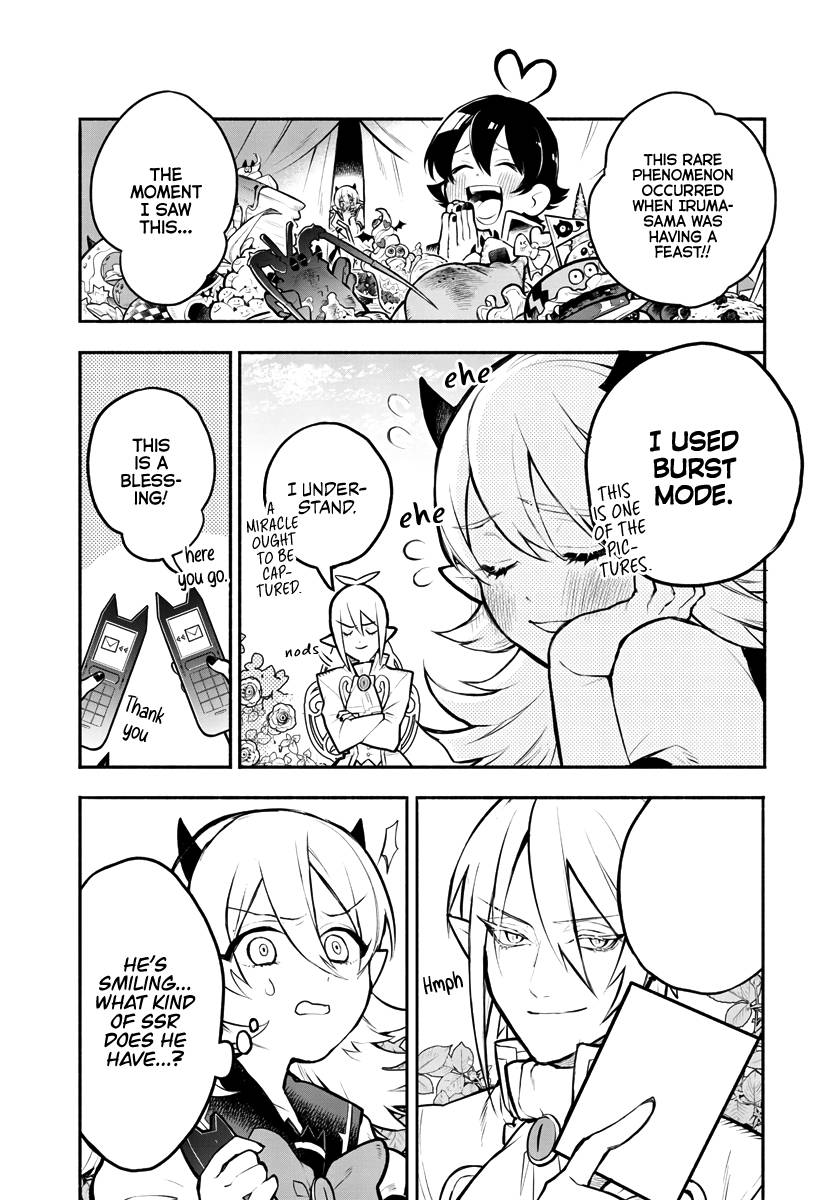 THIS RARE
PHENOMENON
OCCURRED
WHEN IRUMA-
SAMA WAS
HAVING A
FEAST!!
THE
MOMENT
I SAW
THIS...
I USED
BURST
MODE.
THIS
IS ONE
OF THE
PIC-
TURES.
ehe
ehe
I UNDER-
STAND.
A
MIRACLE
OUGHT
TO BE
CAP-
TURED.
nods
THIS
IS A
BLESS-
ING!
here
you go.
Thank
you
Hmph
HE'S
SMILING...
WHAT KIND
OF SSR
DOES HE
HAVE...?